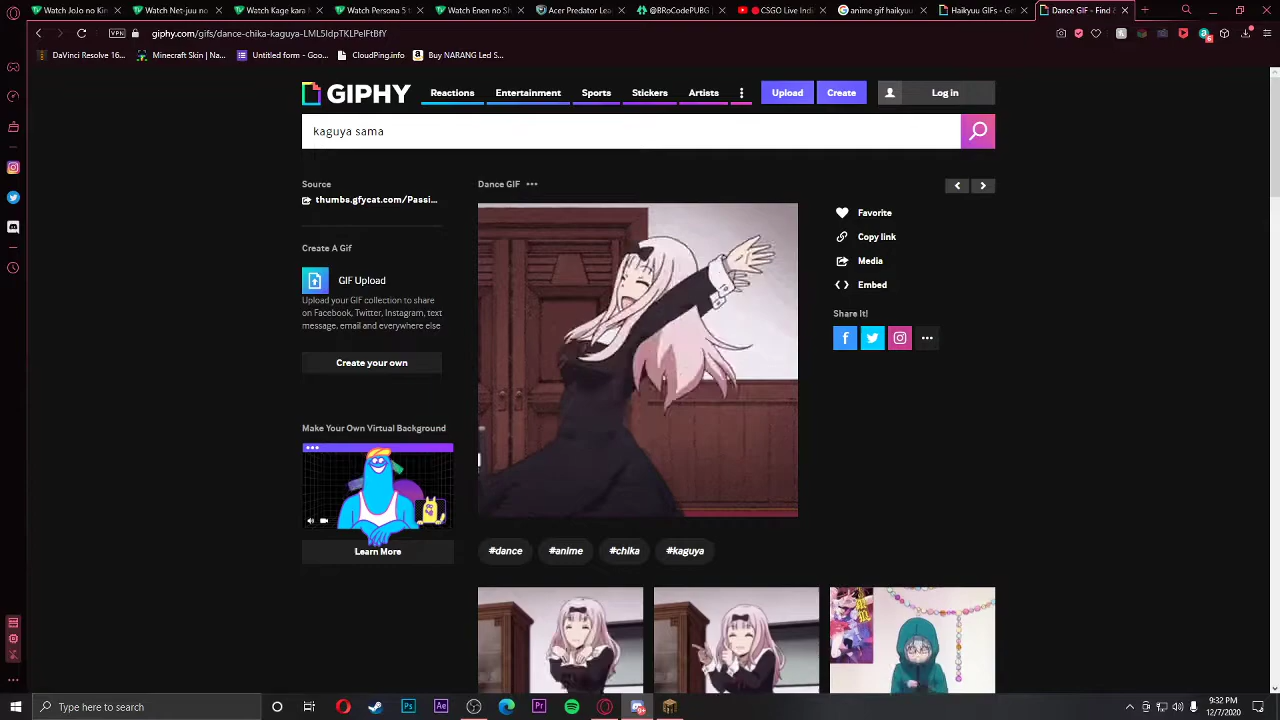 Watch JoJo no Kin
Watch Net-juu no
Watch Kage kara
Watch Persona 5 t
Watch Enen no Sh
Acer Predator Lea
@BRoCodePUBG |
CSGO Live Indi
anime gif haikyuu
Haikyu GIFs - Ge
Dance GIF - Find &
VPN
giphy.com/gifs/dance-chika-kaguya-LML5ldpTKLPelFtBfY
DaVinci Resolve 16...
Minecraft Skin | Na...
Untitled form - Goo...
CloudPing.info
Buy NARANG Led S...
GIPHY
Reactions
Entertainment
Sports
Stickers
Artists
Upload
Create
Log in
kaguya sama
Source
thumbs.gfycat.com/Passi...
Create A Gif
GIF Upload
Upload your GIF collection to share
on Facebook, Twitter, Instagram, text
message, email and everywhere else
Create your own
Make Your Own Virtual Background
Learn More
Dance GIF
Favorite
Copy link
Media
Embed
Share It!
#dance
#anime
#chika
#kaguya
Type here to search
9:32 PM
12/7/2020